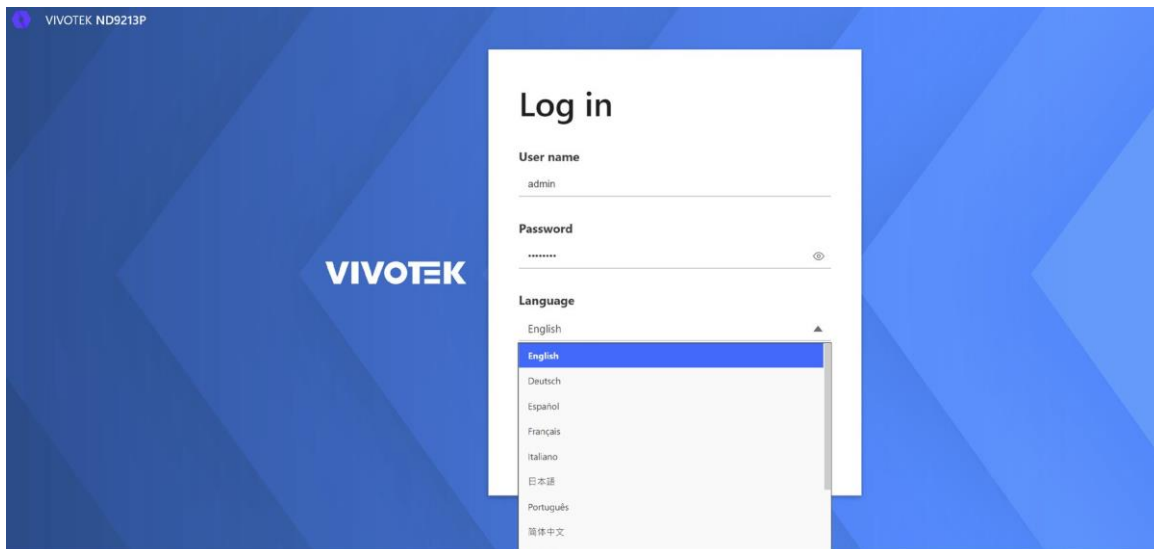 VIVOTEK ND9213P
Log in
User name
admin
Password
••••••••
VIVOTEK
Language
English
English
Deutsch
Español
Français
Italiano
日本語
Português
简体中文